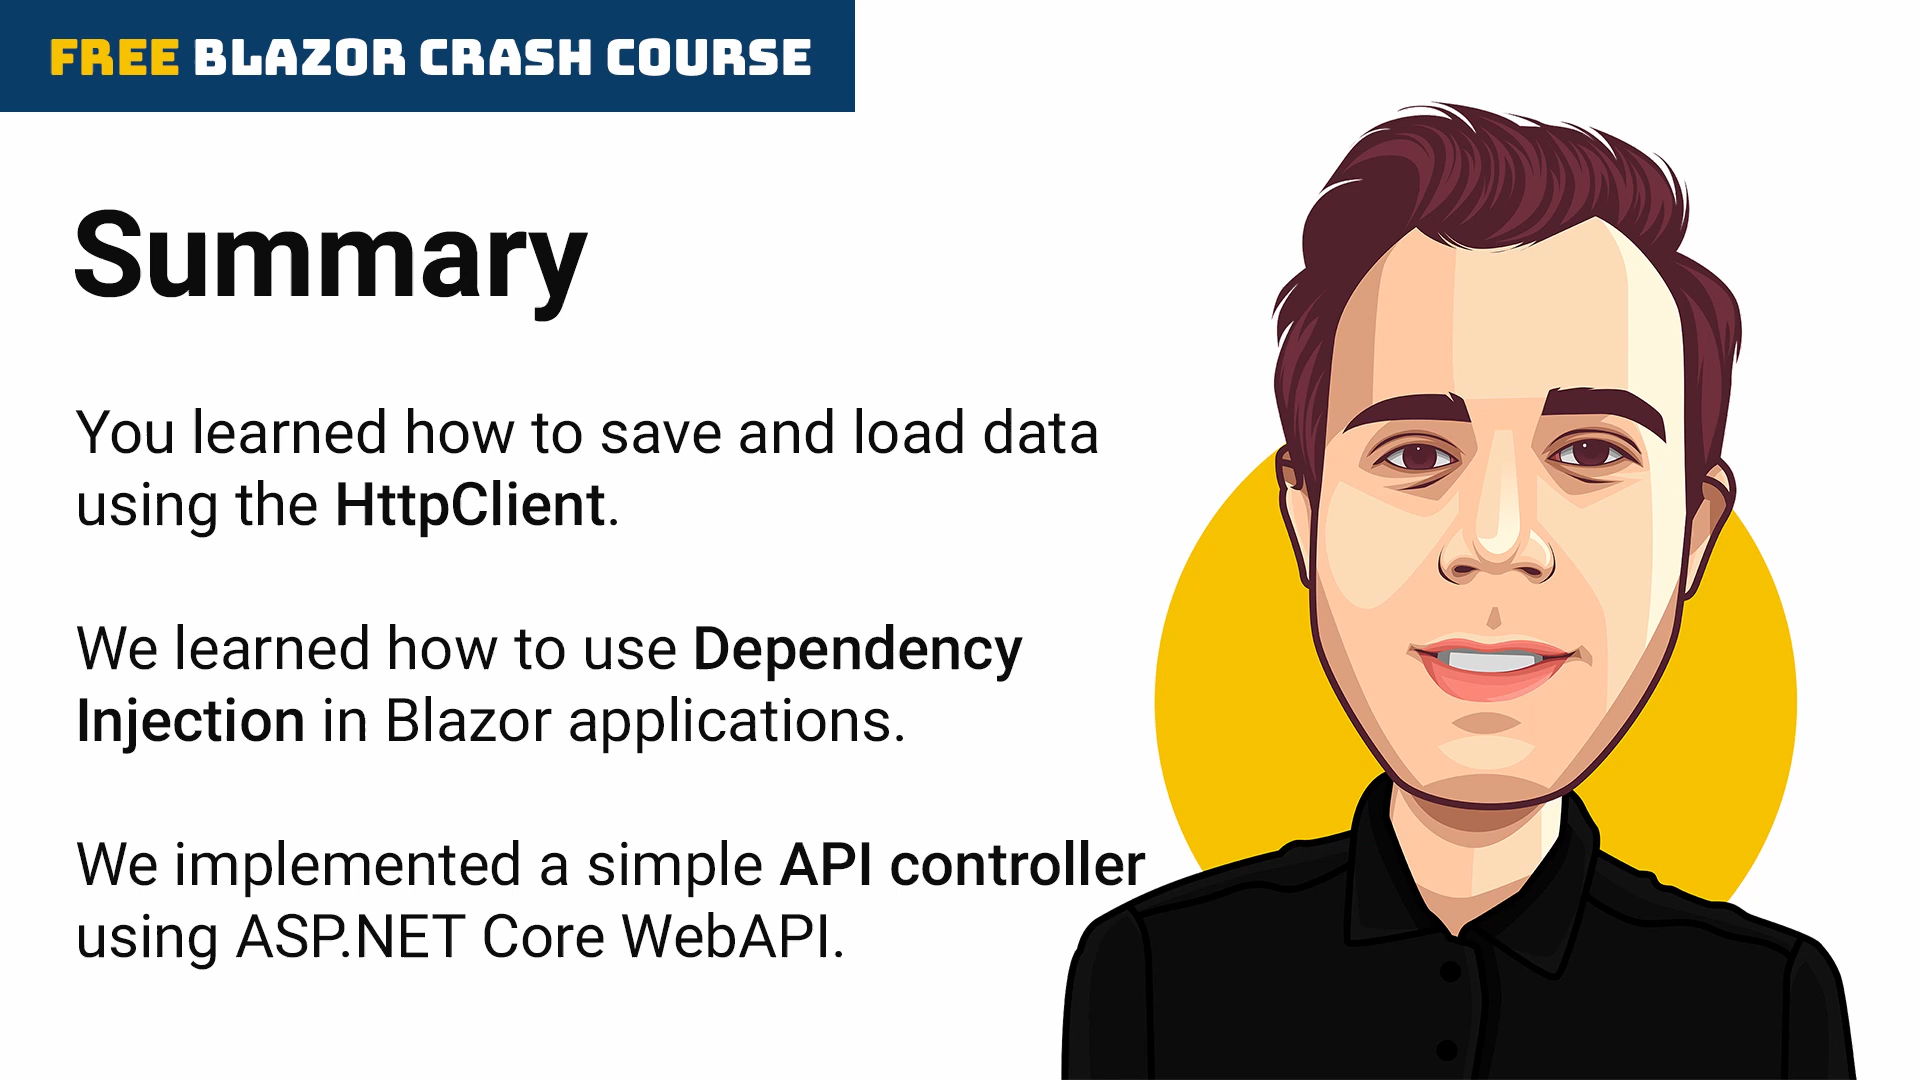 FREE BLAZOR CRASH COURSE
Summary
You learned how to save and load data
using the HttpClient.
We learned how to use Dependency
Injection in Blazor applications.
We implemented a simple API controller
using ASP.NET Core WebAPI.